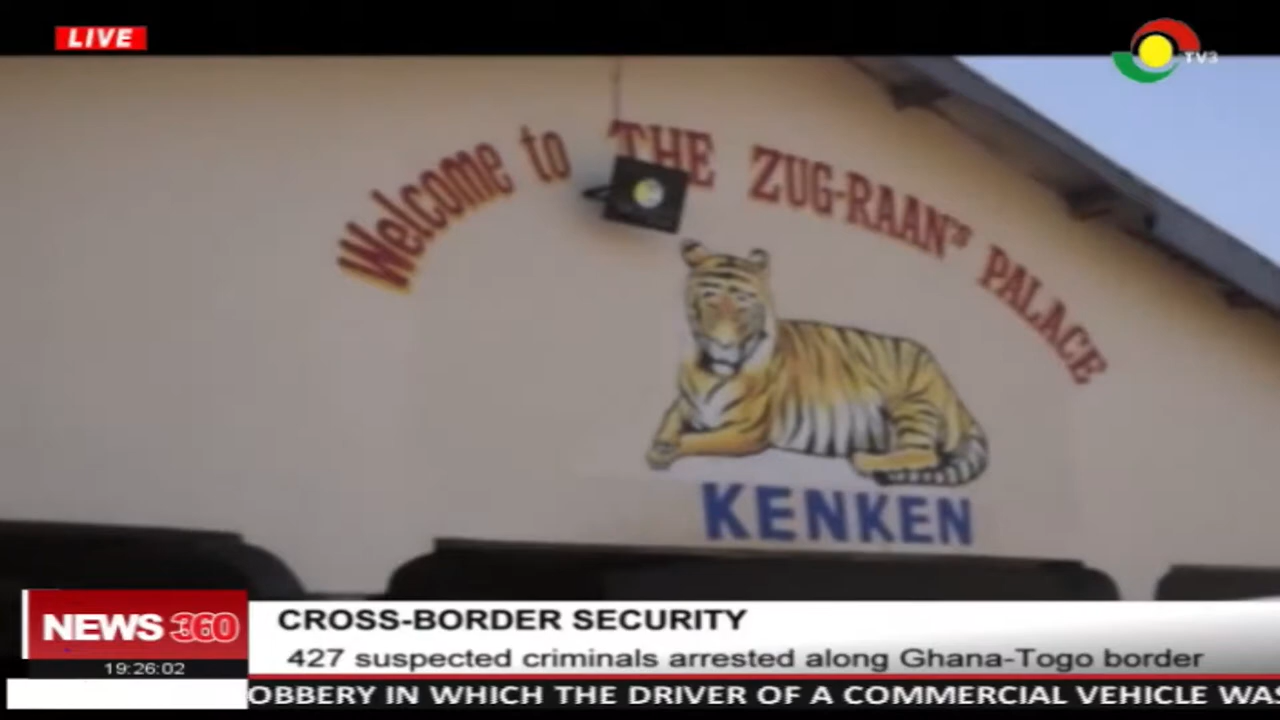 LIVE
TV3
Welcome to THE ZUG-RAAN'S PALACE
KENKEN
NEWS 360
19:26:02
CROSS-BORDER SECURITY
427 suspected criminals arrested along Ghana-Togo border
OBBERY IN WHICH THE DRIVER OF A COMMERCIAL VEHICLE WAS